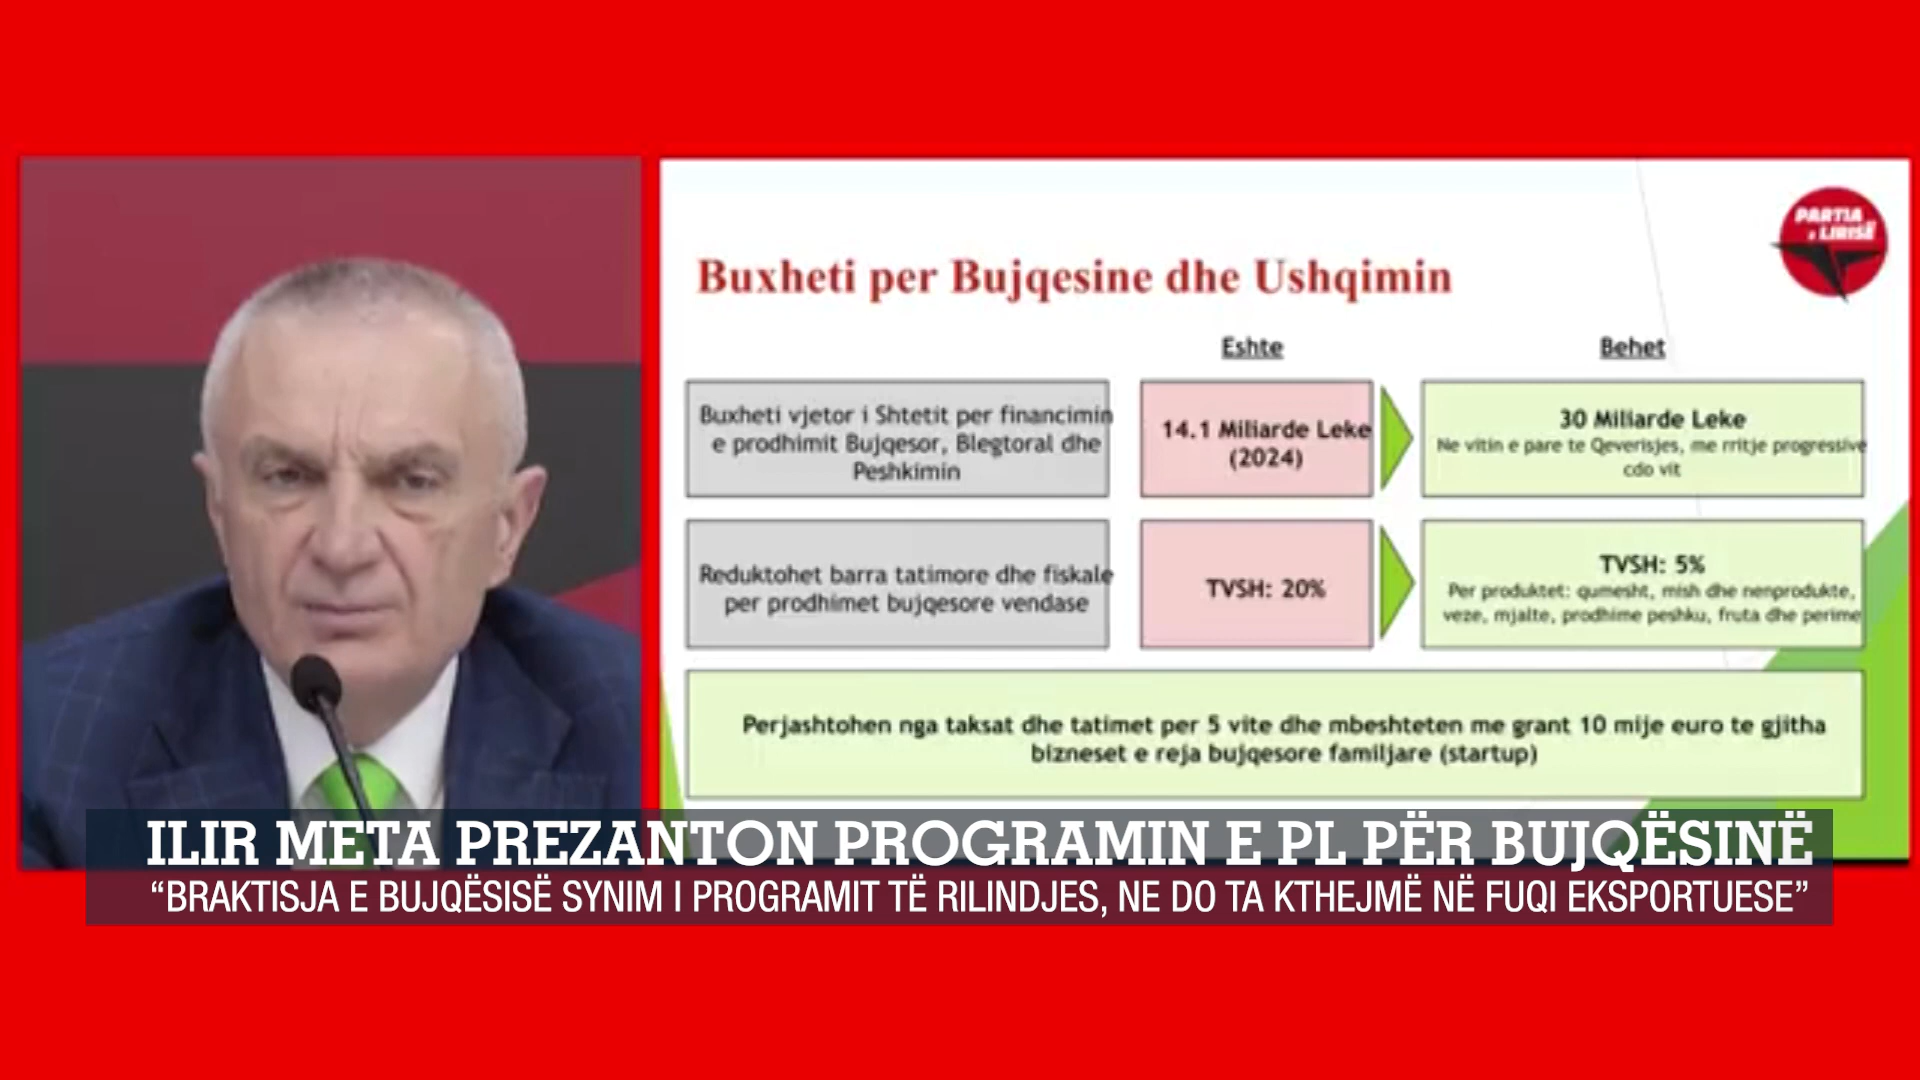 PARTIA
e LIRISË
Buxheti per Bujqesine dhe Ushqimin
Eshte
Behet
Buxheti vjetor i Shtetit per financimin
e prodhimit Bujqesor, Blegtoral dhe
Peshkimin
14.1 Miliarde Leke
(2024)
30 Miliarde Leke
Ne vitin e pare te Qeverisjes, me rritje progressive
cdo vit
Reduktohet barra tatimore dhe fiskale
per prodhimet bujqesore vendase
TVSH: 20%
TVSH: 5%
Per produktet: qumesht, mish dhe nenprodukte,
veze, mjalte, prodhime peshku, fruta dhe perime
Perjashtohen nga taksat dhe tatimet per 5 vite dhe mbeshteten me grant 10 mije euro te gjitha
bizneset e reja bujqesore familjare (startup)
ILIR META PREZANTON PROGRAMIN E PL PËR BUJQËSINË
“BRAKTISJA E BUJQËSISË SYNIM I PROGRAMIT TË RILINDJES, NE DO TA KTHEJMË NË FUQI EKSPORTUESE”